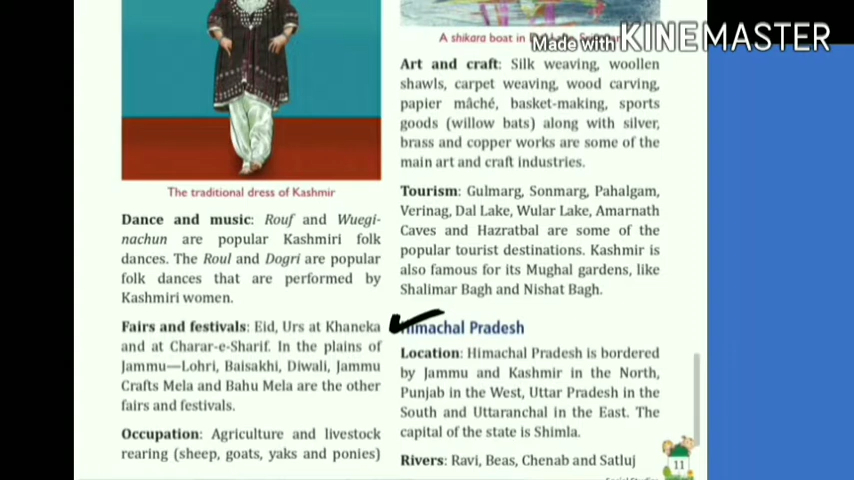 The traditional dress of Kashmir
Dance and music: Rouf and Wuegi-
nachun are popular Kashmiri folk
dances. The Roul and Dogri are popular
folk dances that are performed by
Kashmiri women.
Fairs and festivals: Eid, Urs at Khaneka
and at Charar-e-Sharif. In the plains of
Jammu—Lohri, Baisakhi, Diwali, Jammu
Crafts Mela and Bahu Mela are the other
fairs and festivals.
Occupation: Agriculture and livestock
rearing (sheep, goats, yaks and ponies)
A shikara boat in
Made with KINEMASTER
Art and craft: Silk weaving, woollen
shawls, carpet weaving, wood carving,
papier mâché, basket-making, sports
goods (willow bats) along with silver,
brass and copper works are some of the
main art and craft industries.
Tourism: Gulmarg, Sonmarg, Pahalgam,
Verinag, Dal Lake, Wular Lake, Amarnath
Caves and Hazratbal are some of the
popular tourist destinations. Kashmir is
also famous for its Mughal gardens, like
Shalimar Bagh and Nishat Bagh.
Himachal Pradesh
Location: Himachal Pradesh is bordered
by Jammu and Kashmir in the North,
Punjab in the West, Uttar Pradesh in the
South and Uttaranchal in the East. The
capital of the state is Shimla.
Rivers: Ravi, Beas, Chenab and Satluj
11